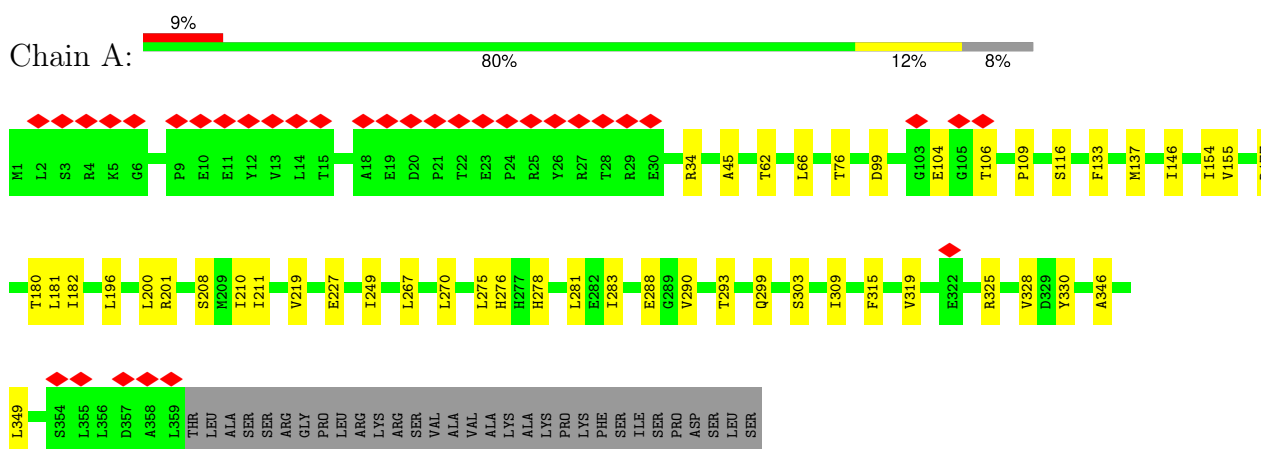 9%
Chain A:
80% 12% 8%
M1 L2 S3 R4 K5 G6 P9 E10 E11 Y12 V13 L14 T15 A18 E19 D20 P21 T22 E23 P24 R25 Y26 R27 T28 R29 E30 R34 A45 T62 L66 T76 D99 G103 E104 G105 T106 P109 S116 F133 M137 I146 I154 V155
T180 L181 I182 L196 L200 R201 S208 M209 I210 I211 V219 E227 I249 L267 L270 L275 H276 H277 H278 L281 E282 I283 E288 G289 V290 T293 Q299 S303 I309 F315 V319 E322 R325 V328 D329 Y330 A346
L349 S354 L355 L356 D357 A358 L359 THR LEU ALA SER SER ARG GLY PRO LEU ARG LYS ARG SER VAL ALA VAL ALA LYS ALA LYS PRO LYS PHE SER ILE SER PRO ASP SER LEU SER